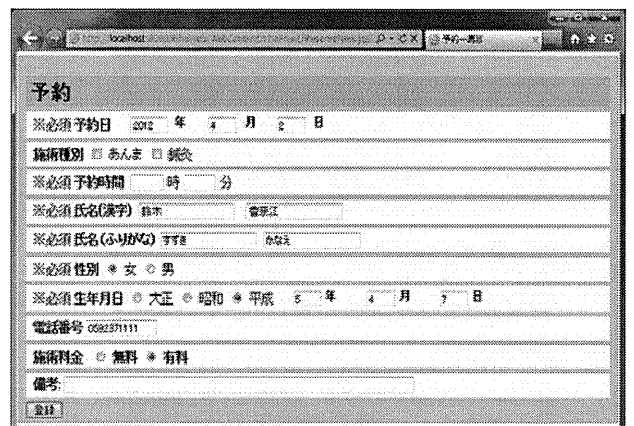 localhost
予約一覧
予約
※必須 予約日 2012 年 4 月 2 日
施術種別 あんま 鍼灸
※必須 予約時間 時 分
※必須 氏名(漢字) 鈴木
※必須 氏名(ふりがな) すずき かなえ
※必須 性別 女 男
※必須 生年月日 大正 昭和 平成 5 年 4 月 7 日
電話番号 0592371111
施術料金 無料 有料
備考:
登録